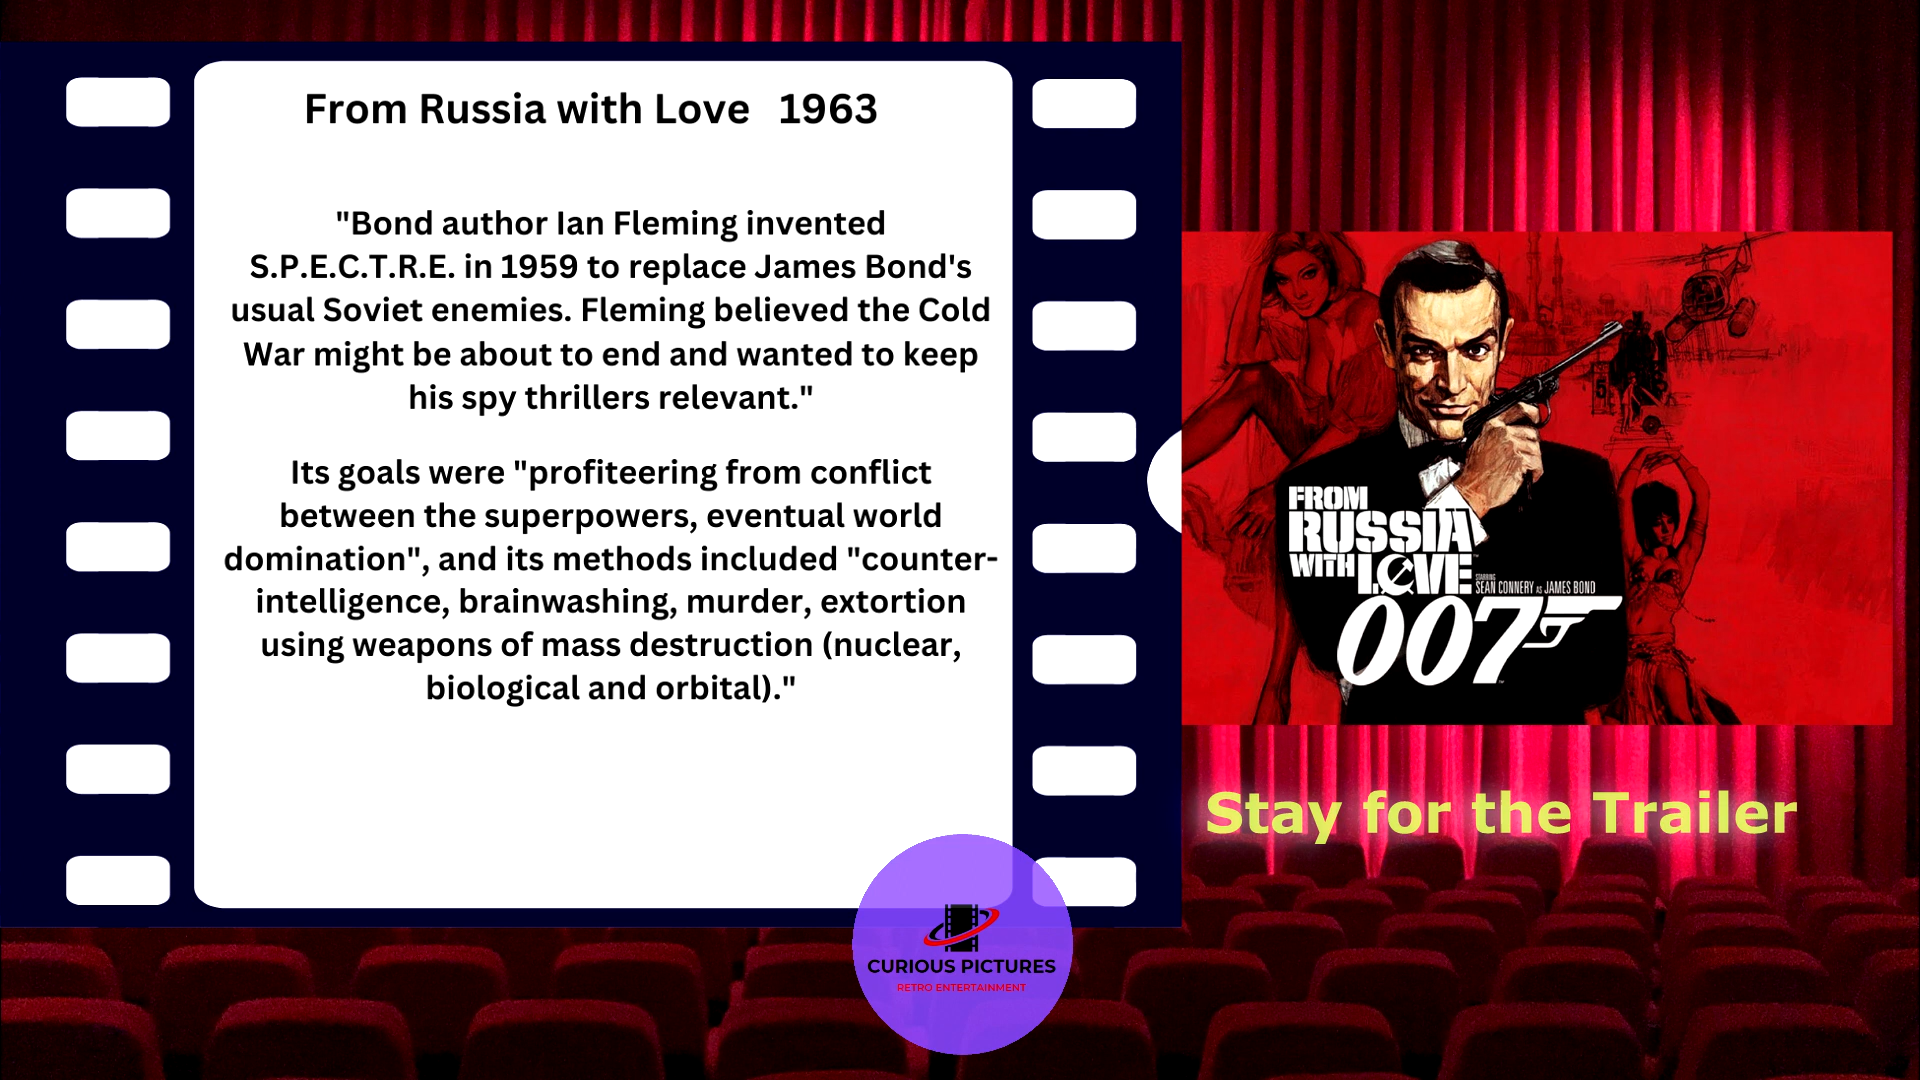 From Russia with Love 1963
"Bond author Ian Fleming invented
S.P.E.C.T.R.E. in 1959 to replace James Bond's
usual Soviet enemies. Fleming believed the Cold
War might be about to end and wanted to keep
his spy thrillers relevant."
Its goals were "profiteering from conflict
between the superpowers, eventual world
domination", and its methods included "counter-
intelligence, brainwashing, murder, extortion
using weapons of mass destruction (nuclear,
biological and orbital)."
FROM
RUSSIA
WITH LOVE
STARRING
SEAN CONNERY AS JAMES BOND
007
Stay for the Trailer
CURIOUS PICTURES
RETRO ENTERTAINMENT